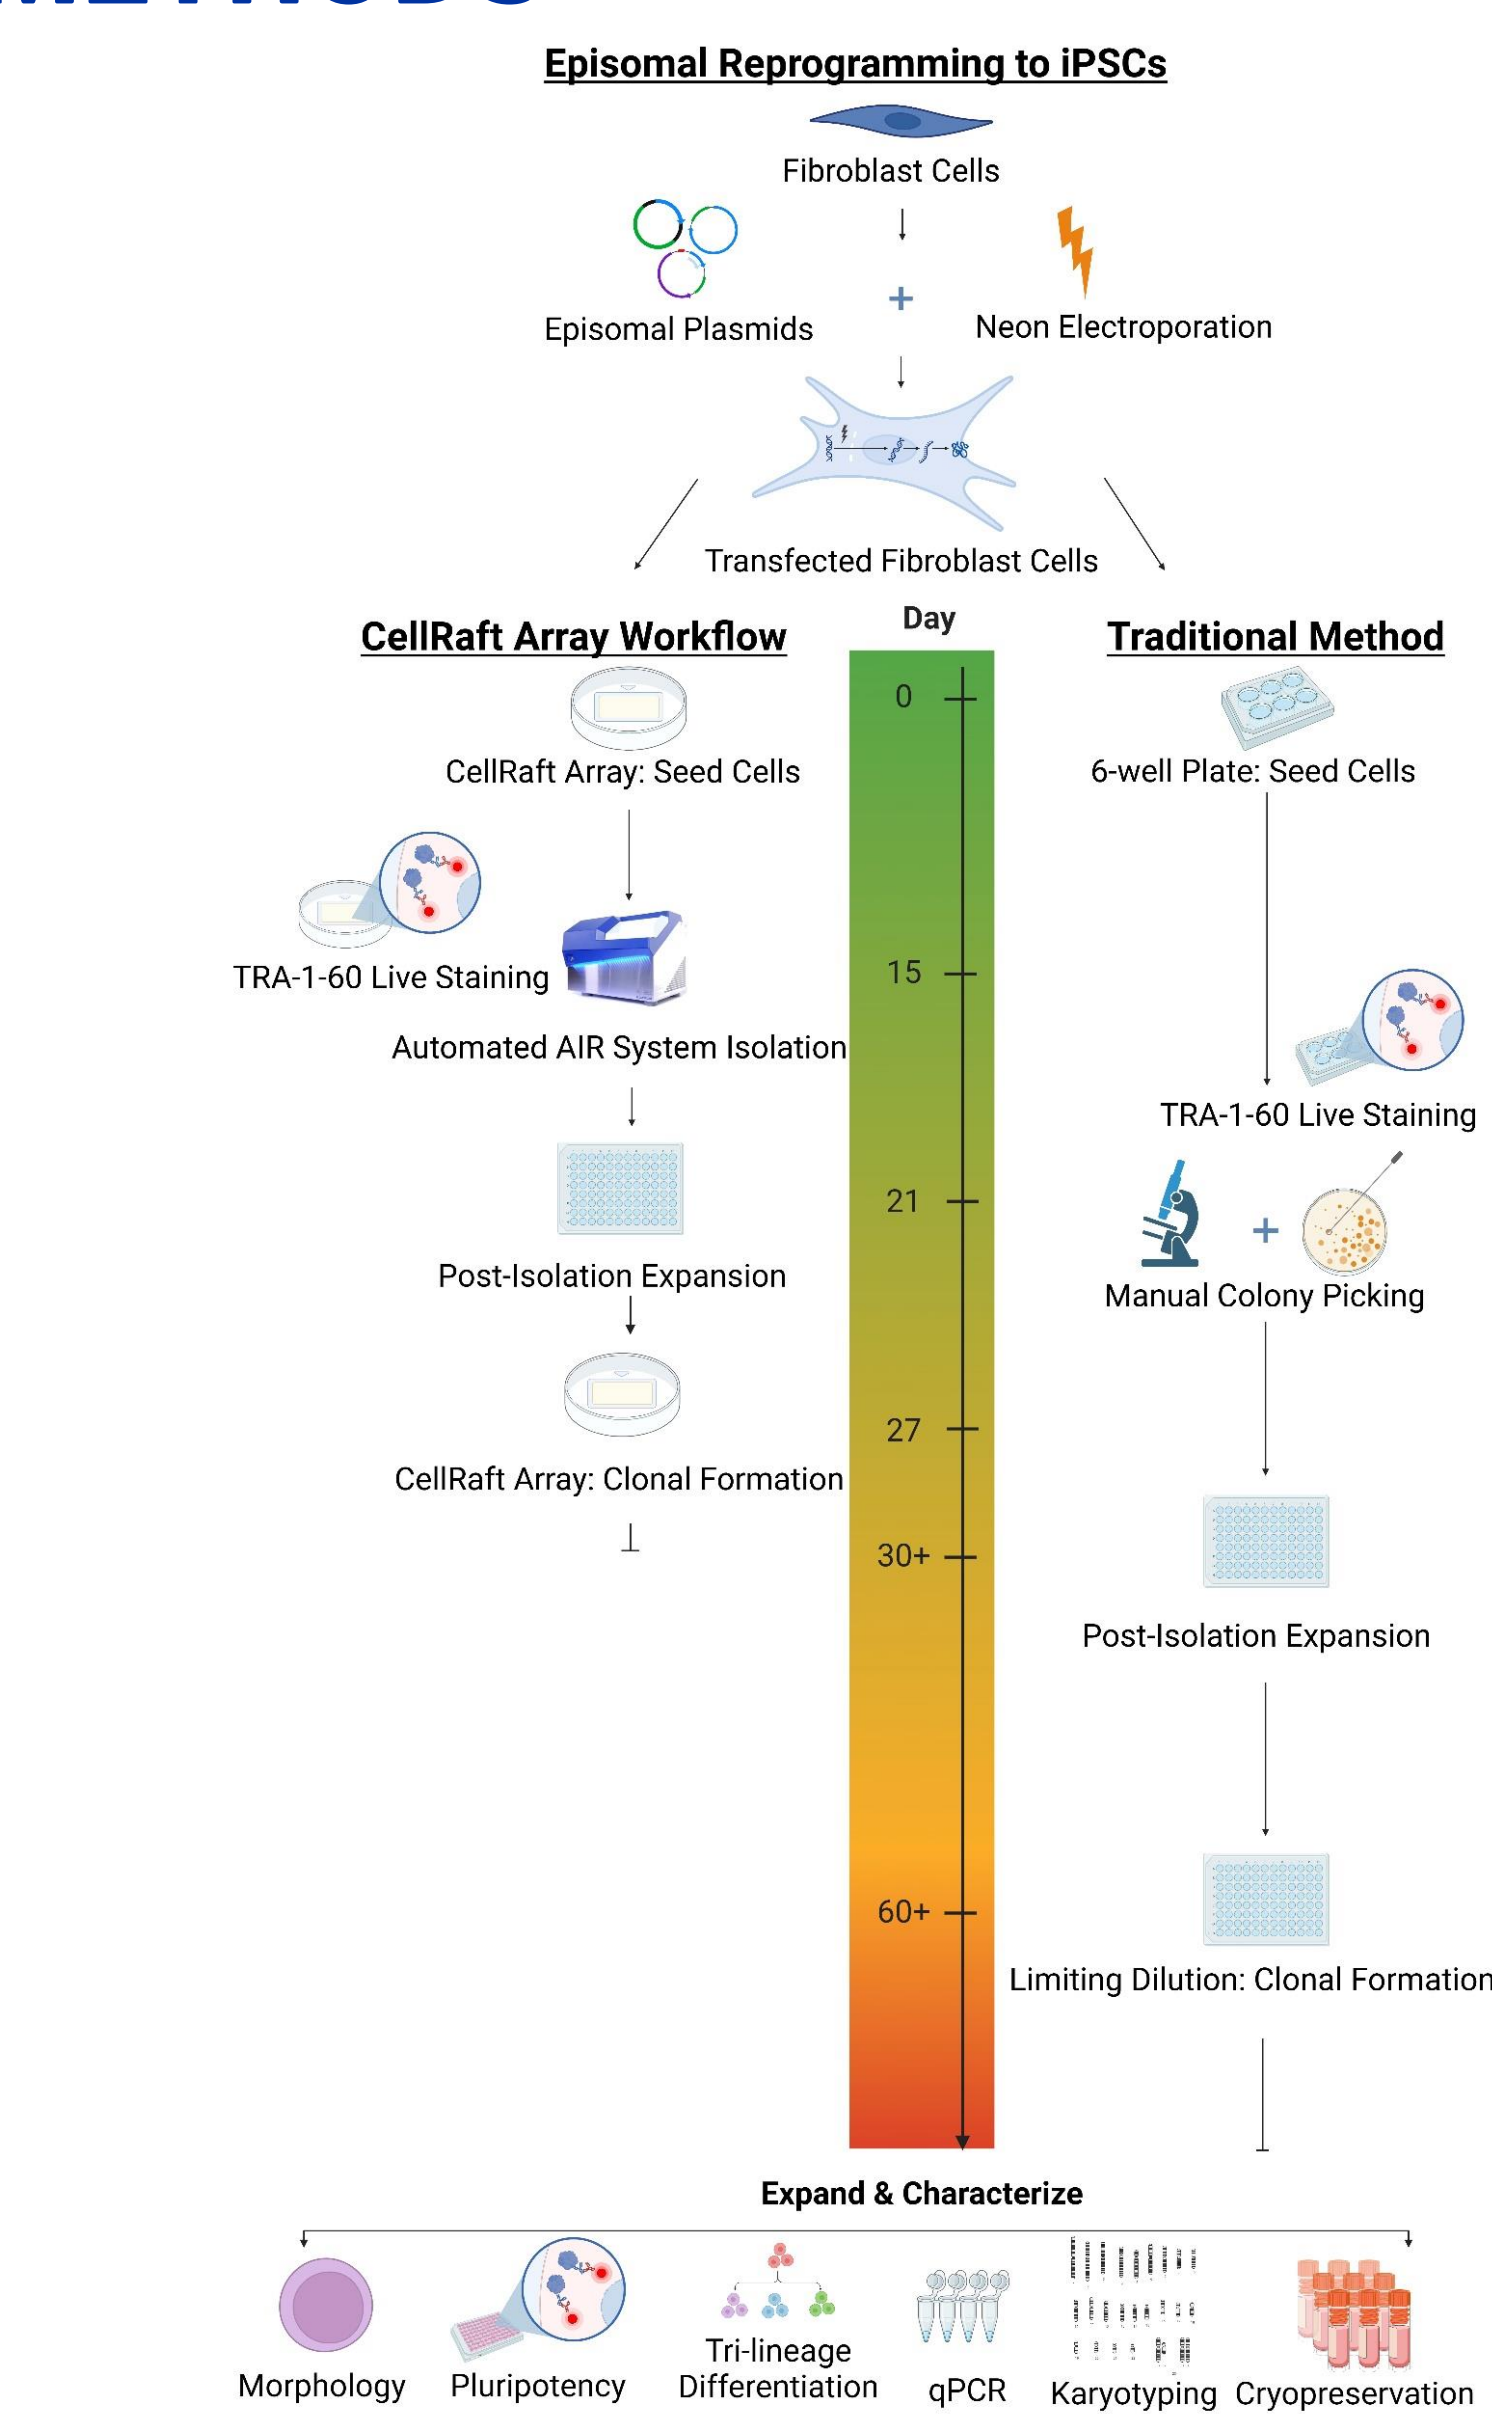 METHODS
Episomal Reprogramming to iPSCs
Fibroblast Cells
+
Episomal Plasmids
Neon Electroporation
Transfected Fibroblast Cells
Day
CellRaft Array Workflow
Traditional Method
0
CellRaft Array: Seed Cells
6-well Plate: Seed Cells
15
TRA-1-60 Live Staining
Automated AIR System Isolation
TRA-1-60 Live Staining
21
+
Post-Isolation Expansion
Manual Colony Picking
27
CellRaft Array: Clonal Formation
30+
Post-Isolation Expansion
60+
Limiting Dilution: Clonal Formation
Expand & Characterize
Morphology
Pluripotency
Tri-lineage
Differentiation
qPCR
Karyotyping
Cryopreservation